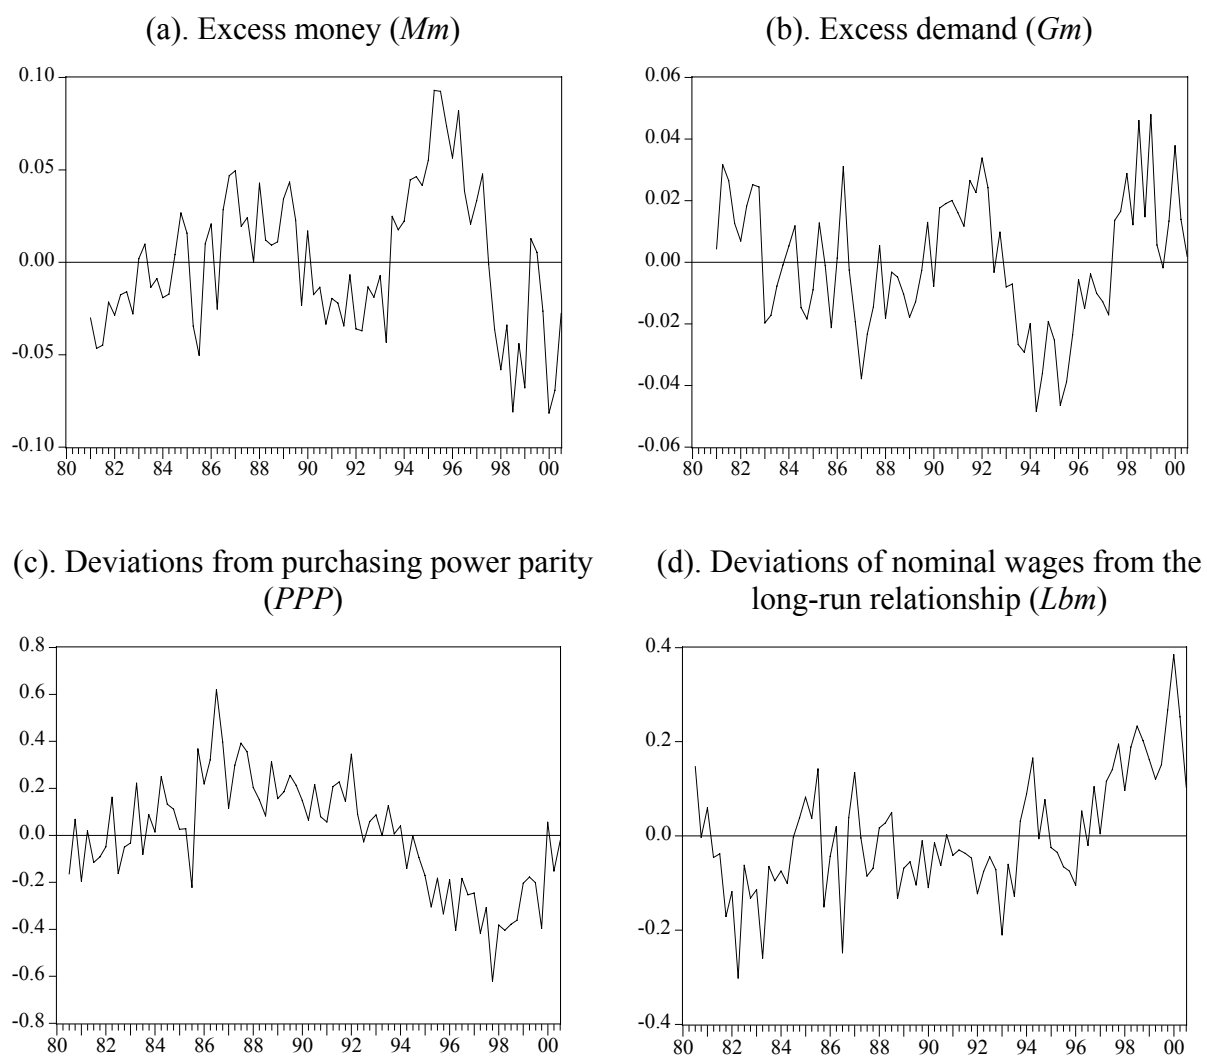 (a). Excess money (Mm)
0.10
0.05
0.00
-0.05
-0.10
80 82 84 86 88 90 92 94 96 98 00
(b). Excess demand (Gm)
0.06
0.04
0.02
0.00
-0.02
-0.04
-0.06
80 82 84 86 88 90 92 94 96 98 00
(c). Deviations from purchasing power parity
(PPP)
0.8
0.6
0.4
0.2
0.0
-0.2
-0.4
-0.6
-0.8
80 82 84 86 88 90 92 94 96 98 00
(d). Deviations of nominal wages from the
long-run relationship (Lbm)
0.4
0.2
0.0
-0.2
-0.4
80 82 84 86 88 90 92 94 96 98 00